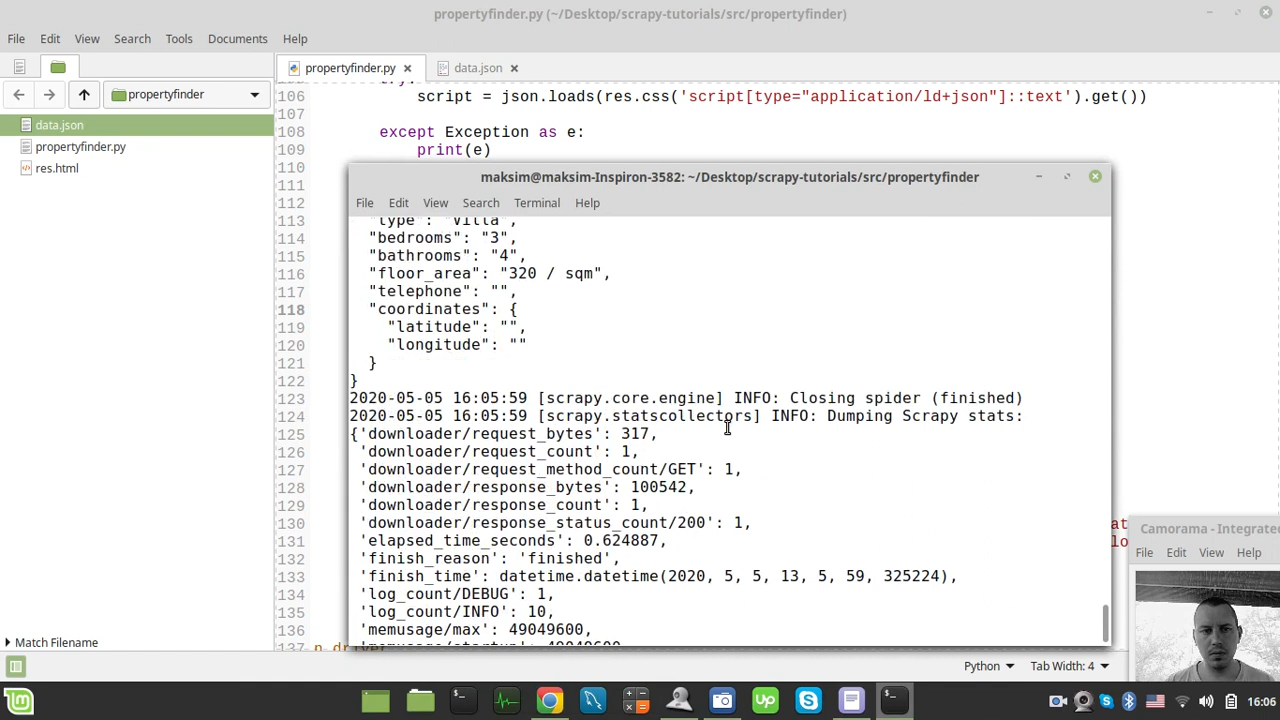 propertyfinder.py (~/Desktop/scrapy-tutorials/src/propertyfinder)
File Edit View Search Tools Documents Help
propertyfinder.py data.json
propertyfinder
data.json
propertyfinder.py
res.html
106 script = json.loads(res.css('script[type="application/ld+json"]::text').get())
107
108 except Exception as e:
109 print(e)
110
111
112
113
114
115
116
117
118
119
120
121
122
123
124
125
126
127
128
129
130
131
132
133
134
135
136
137
maksim@maksim-Inspiron-3582: ~/Desktop/scrapy-tutorials/src/propertyfinder
File Edit View Search Terminal Help
"type": "Villa",
"bedrooms": "3",
"bathrooms": "4",
"floor_area": "320 / sqm",
"telephone": "",
"coordinates": {
"latitude": "",
"longitude": ""
}
}
2020-05-05 16:05:59 [scrapy.core.engine] INFO: Closing spider (finished)
2020-05-05 16:05:59 [scrapy.statscollectors] INFO: Dumping Scrapy stats:
{'downloader/request_bytes': 317,
'downloader/request_count': 1,
'downloader/request_method_count/GET': 1,
'downloader/response_bytes': 100542,
'downloader/response_count': 1,
'downloader/response_status_count/200': 1,
'elapsed_time_seconds': 0.624887,
'finish_reason': 'finished',
'finish_time': datetime.datetime(2020, 5, 5, 13, 5, 59, 325224),
'log_count/DEBUG': 1,
'log_count/INFO': 10,
'memusage/max': 49049600,
Camorama - Integrate
File Edit View Help
Match Filename
Python Tab Width: 4
16:06